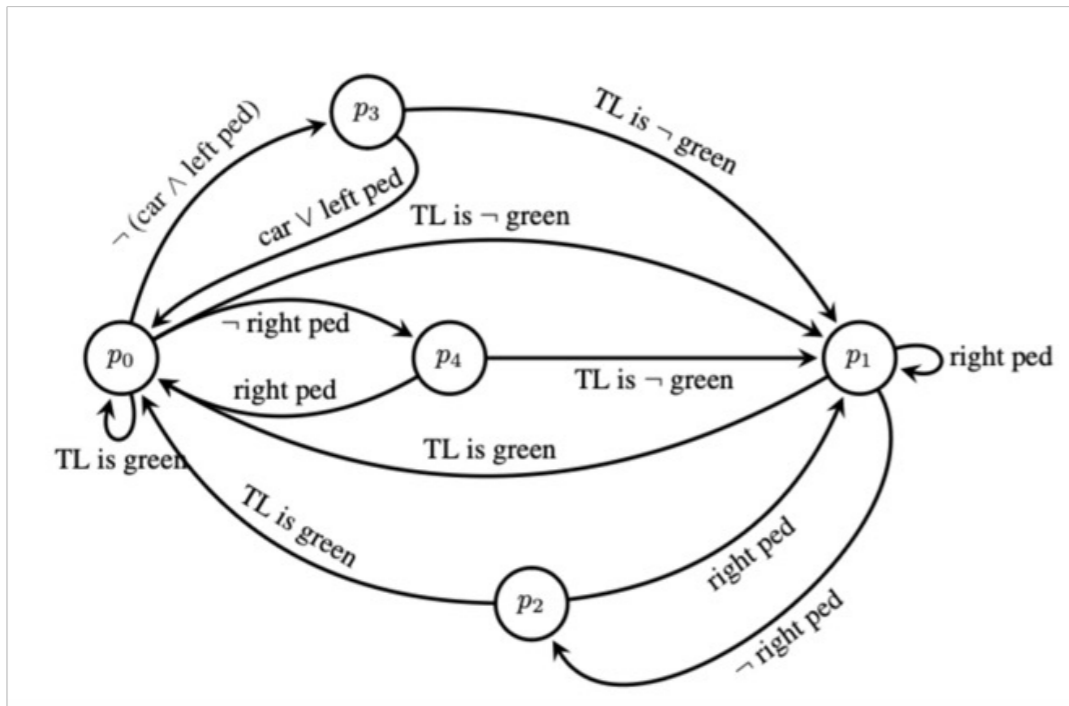 p₃
TL is ¬ green
¬ (car ∧ left ped)
car ∨ left ped
TL is ¬ green
¬ right ped
p₀
p₄
p₁
right ped
TL is ¬ green
right ped
TL is green
TL is green
TL is green
p₂
right ped
¬ right ped